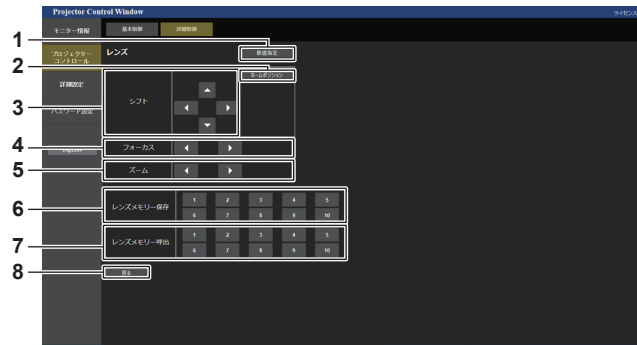 Projector Control Window
ライセンス
モニター情報
基本制御
詳細制御
プロジェクター
コントロール
詳細設定
パスワード設定
レンズ
1
数値指定
2
ホームポジション
3
シフト
4
フォーカス
5
ズーム
6
レンズメモリー保存
1 2 3 4 5
6 7 8 9 10
7
レンズメモリー呼出
1 2 3 4 5
6 7 8 9 10
8
戻る